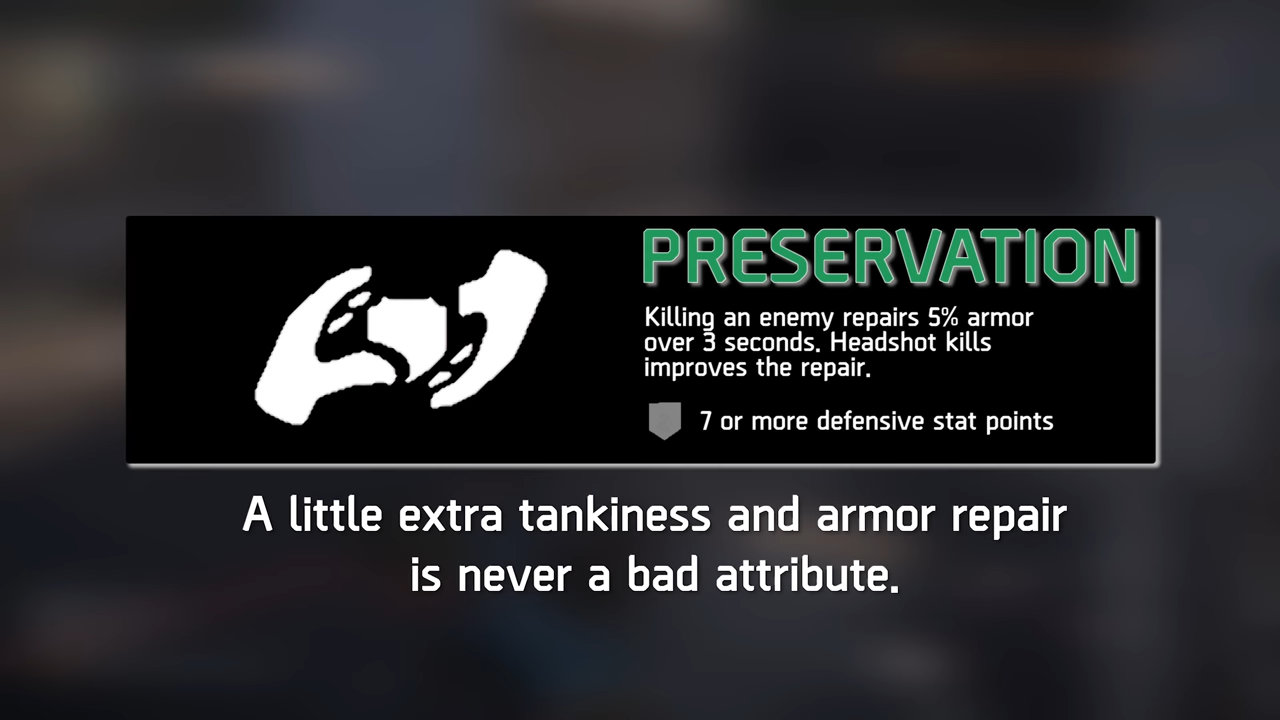 PRESERVATION
Killing an enemy repairs 5% armor
over 3 seconds. Headshot kills
improves the repair.
7 or more defensive stat points
A little extra tankiness and armor repair
is never a bad attribute.